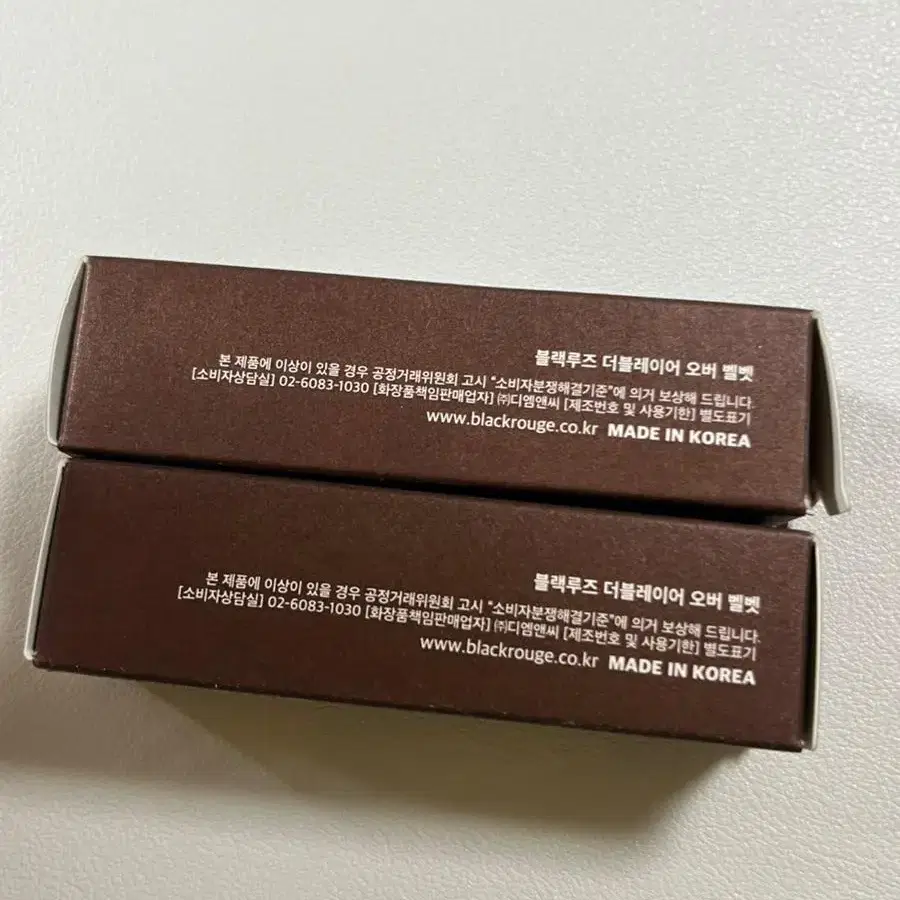 블랙루즈 더블레이어 오버 벨벳
본 제품에 이상이 있을 경우 공정거래위원회 고시 "소비자분쟁해결기준"에 의거 보상해 드립니다.
[소비자상담실] 02-6083-1030 [화장품책임판매업자] ㈜디엠앤씨 [제조번호 및 사용기한] 별도표기
www.blackrouge.co.kr MADE IN KOREA
블랙루즈 더블레이어 오버 벨벳
본 제품에 이상이 있을 경우 공정거래위원회 고시 "소비자분쟁해결기준"에 의거 보상해 드립니다.
[소비자상담실] 02-6083-1030 [화장품책임판매업자] ㈜디엠앤씨 [제조번호 및 사용기한] 별도표기
www.blackrouge.co.kr MADE IN KOREA